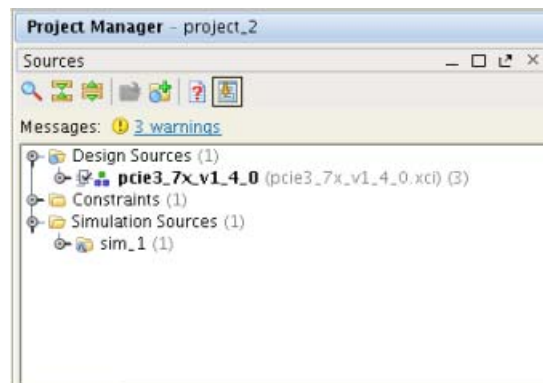 Project Manager - project_2
Sources
Messages: 3 warnings
Design Sources (1)
pcie3_7x_v1_4_0 (pcie3_7x_v1_4_0.xci) (3)
Constraints (1)
Simulation Sources (1)
sim_1 (1)